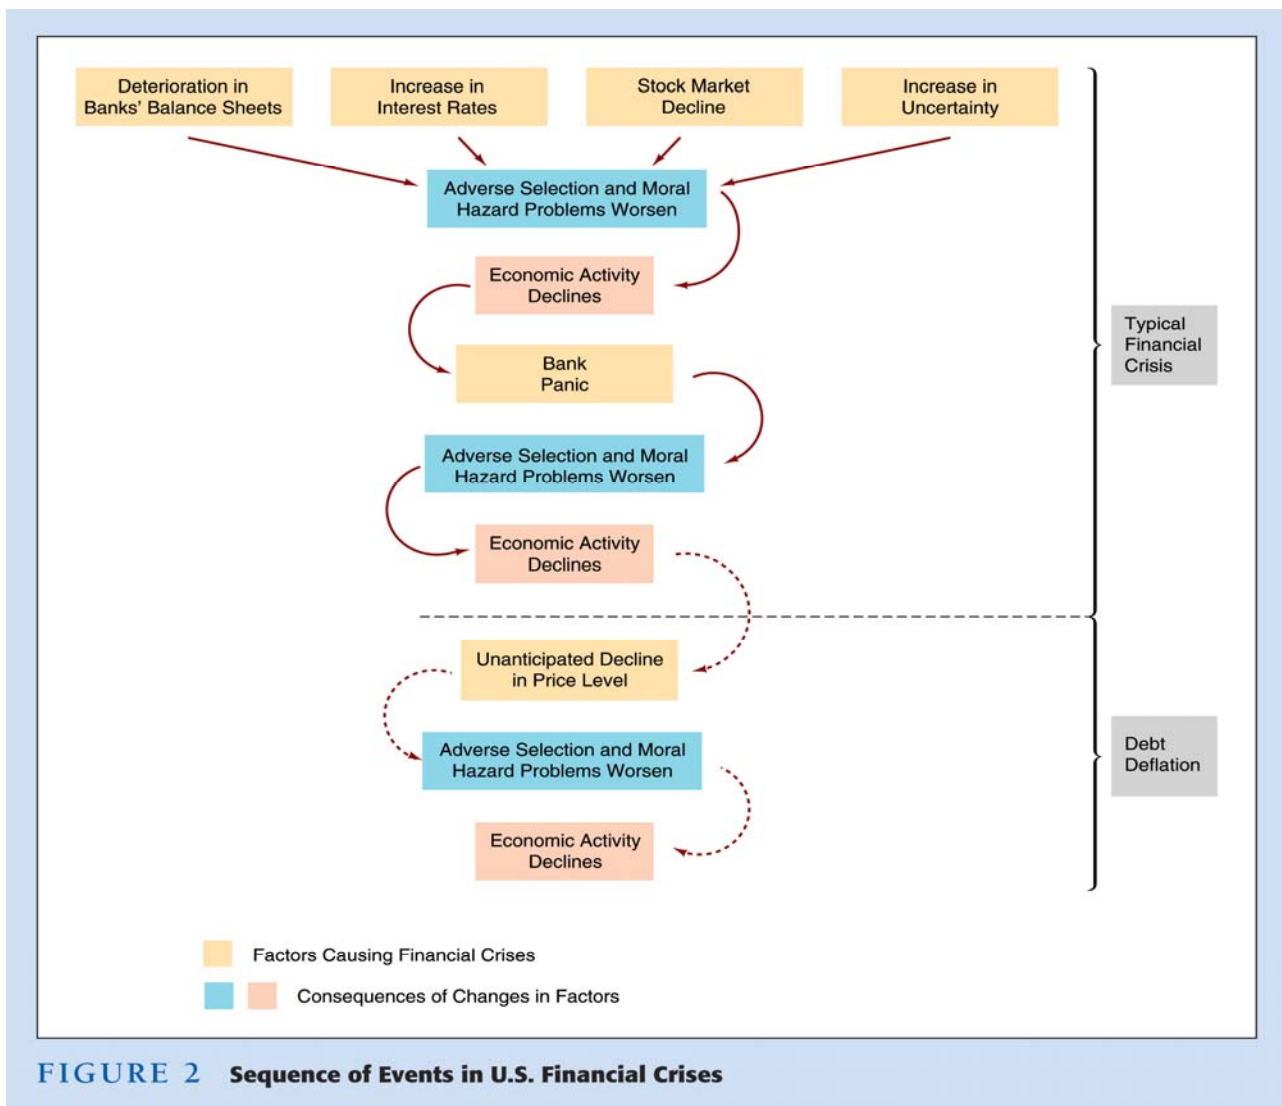 Deterioration in
Banks' Balance Sheets
Increase in
Interest Rates
Stock Market
Decline
Increase in
Uncertainty
Adverse Selection and Moral
Hazard Problems Worsen
Economic Activity
Declines
Bank
Panic
Adverse Selection and Moral
Hazard Problems Worsen
Economic Activity
Declines
Typical
Financial
Crisis
Unanticipated Decline
in Price Level
Adverse Selection and Moral
Hazard Problems Worsen
Economic Activity
Declines
Debt
Deflation
Factors Causing Financial Crises
Consequences of Changes in Factors
FIGURE 2 Sequence of Events in U.S. Financial Crises